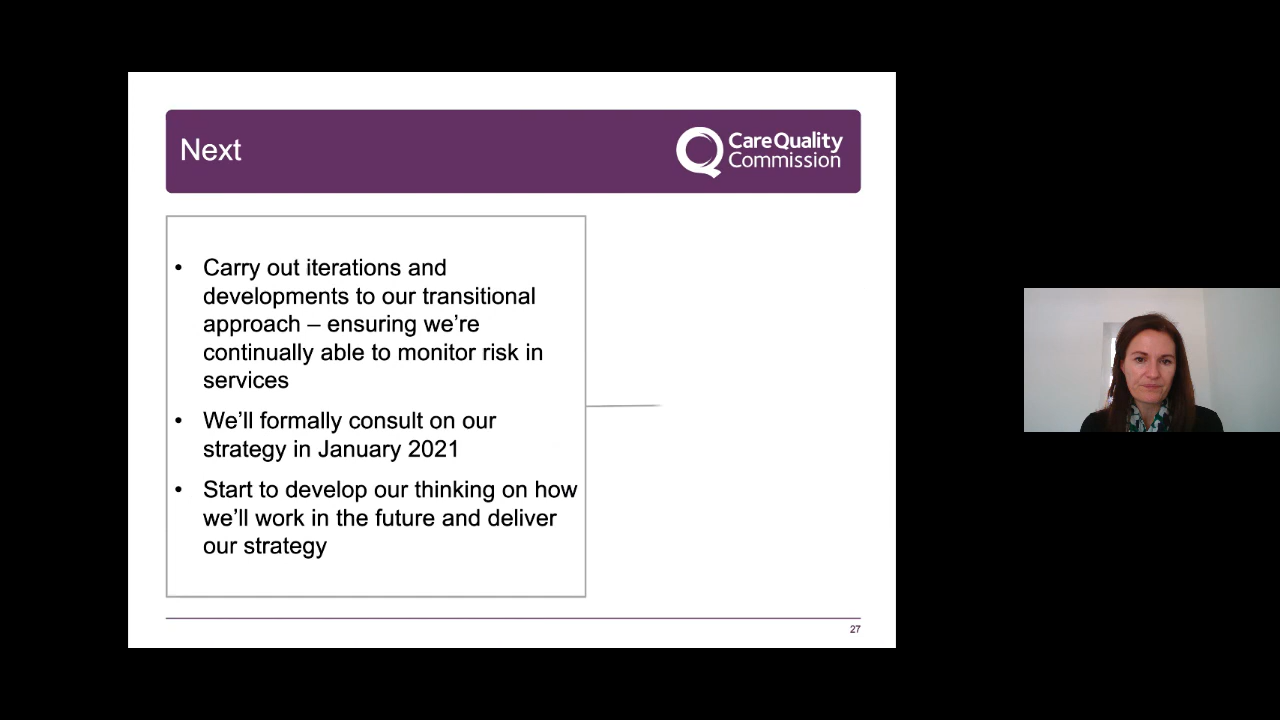 Next
CareQuality
Commission
• Carry out iterations and
developments to our transitional
approach – ensuring we’re
continually able to monitor risk in
services
• We’ll formally consult on our
strategy in January 2021
• Start to develop our thinking on how
we’ll work in the future and deliver
our strategy
27